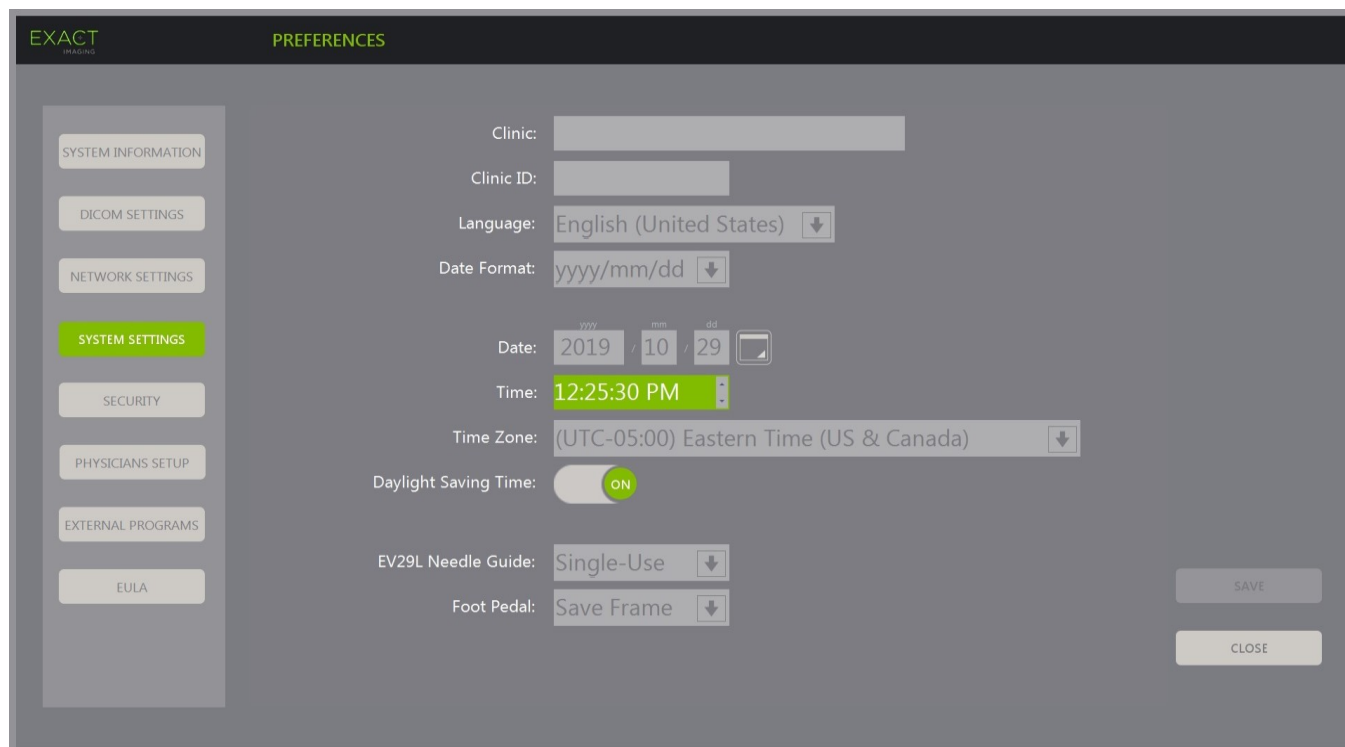 EXACT
IMAGING
PREFERENCES
SYSTEM INFORMATION
DICOM SETTINGS
NETWORK SETTINGS
SYSTEM SETTINGS
SECURITY
PHYSICIANS SETUP
EXTERNAL PROGRAMS
EULA
Clinic:
Clinic ID:
Language: English (United States)
Date Format: yyyy/mm/dd
yyyy mm dd
Date: 2019 / 10 / 29
Time: 12:25:30 PM
Time Zone: (UTC-05:00) Eastern Time (US & Canada)
Daylight Saving Time: ON
EV29L Needle Guide: Single-Use
Foot Pedal: Save Frame
SAVE
CLOSE